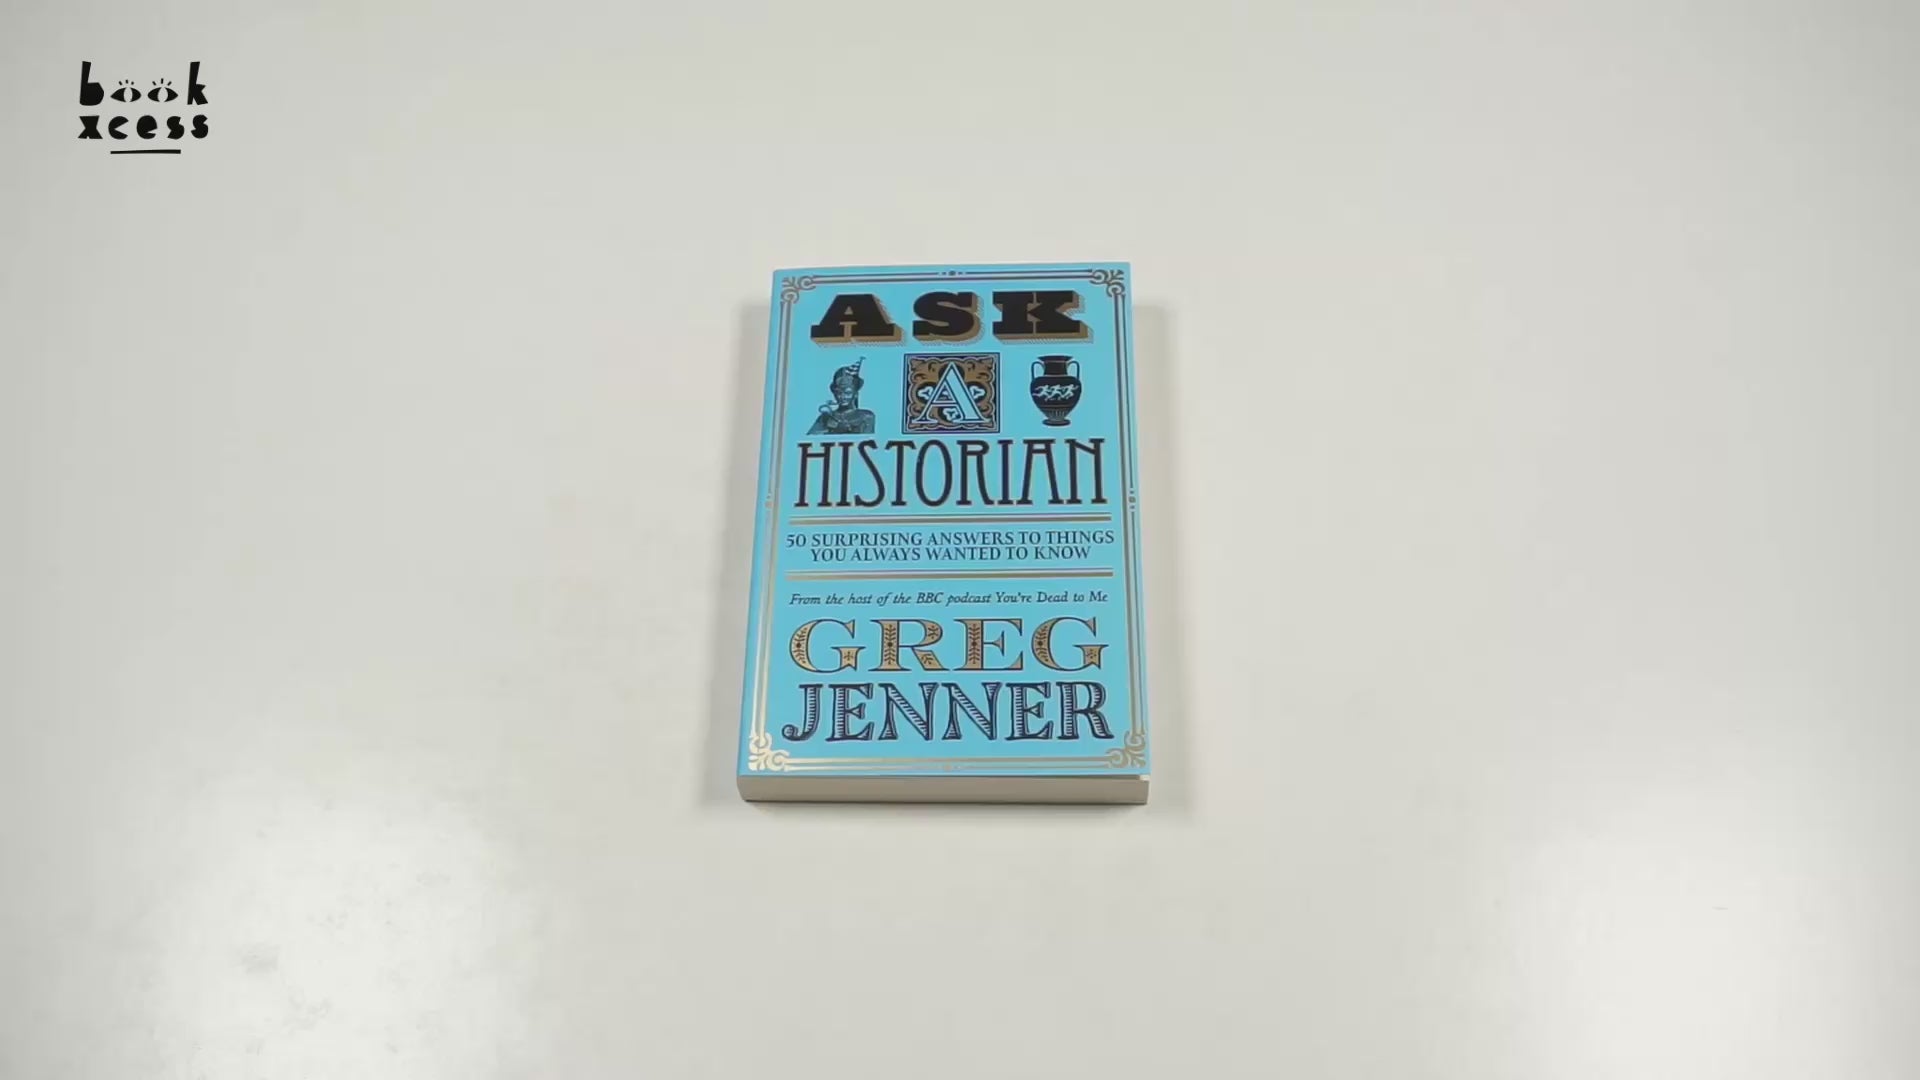 book
xcess
ASK
A
HISTORIAN
50 SURPRISING ANSWERS TO THINGS
YOU ALWAYS WANTED TO KNOW
From the host of the BBC podcast You're Dead to Me
GREG
JENNER